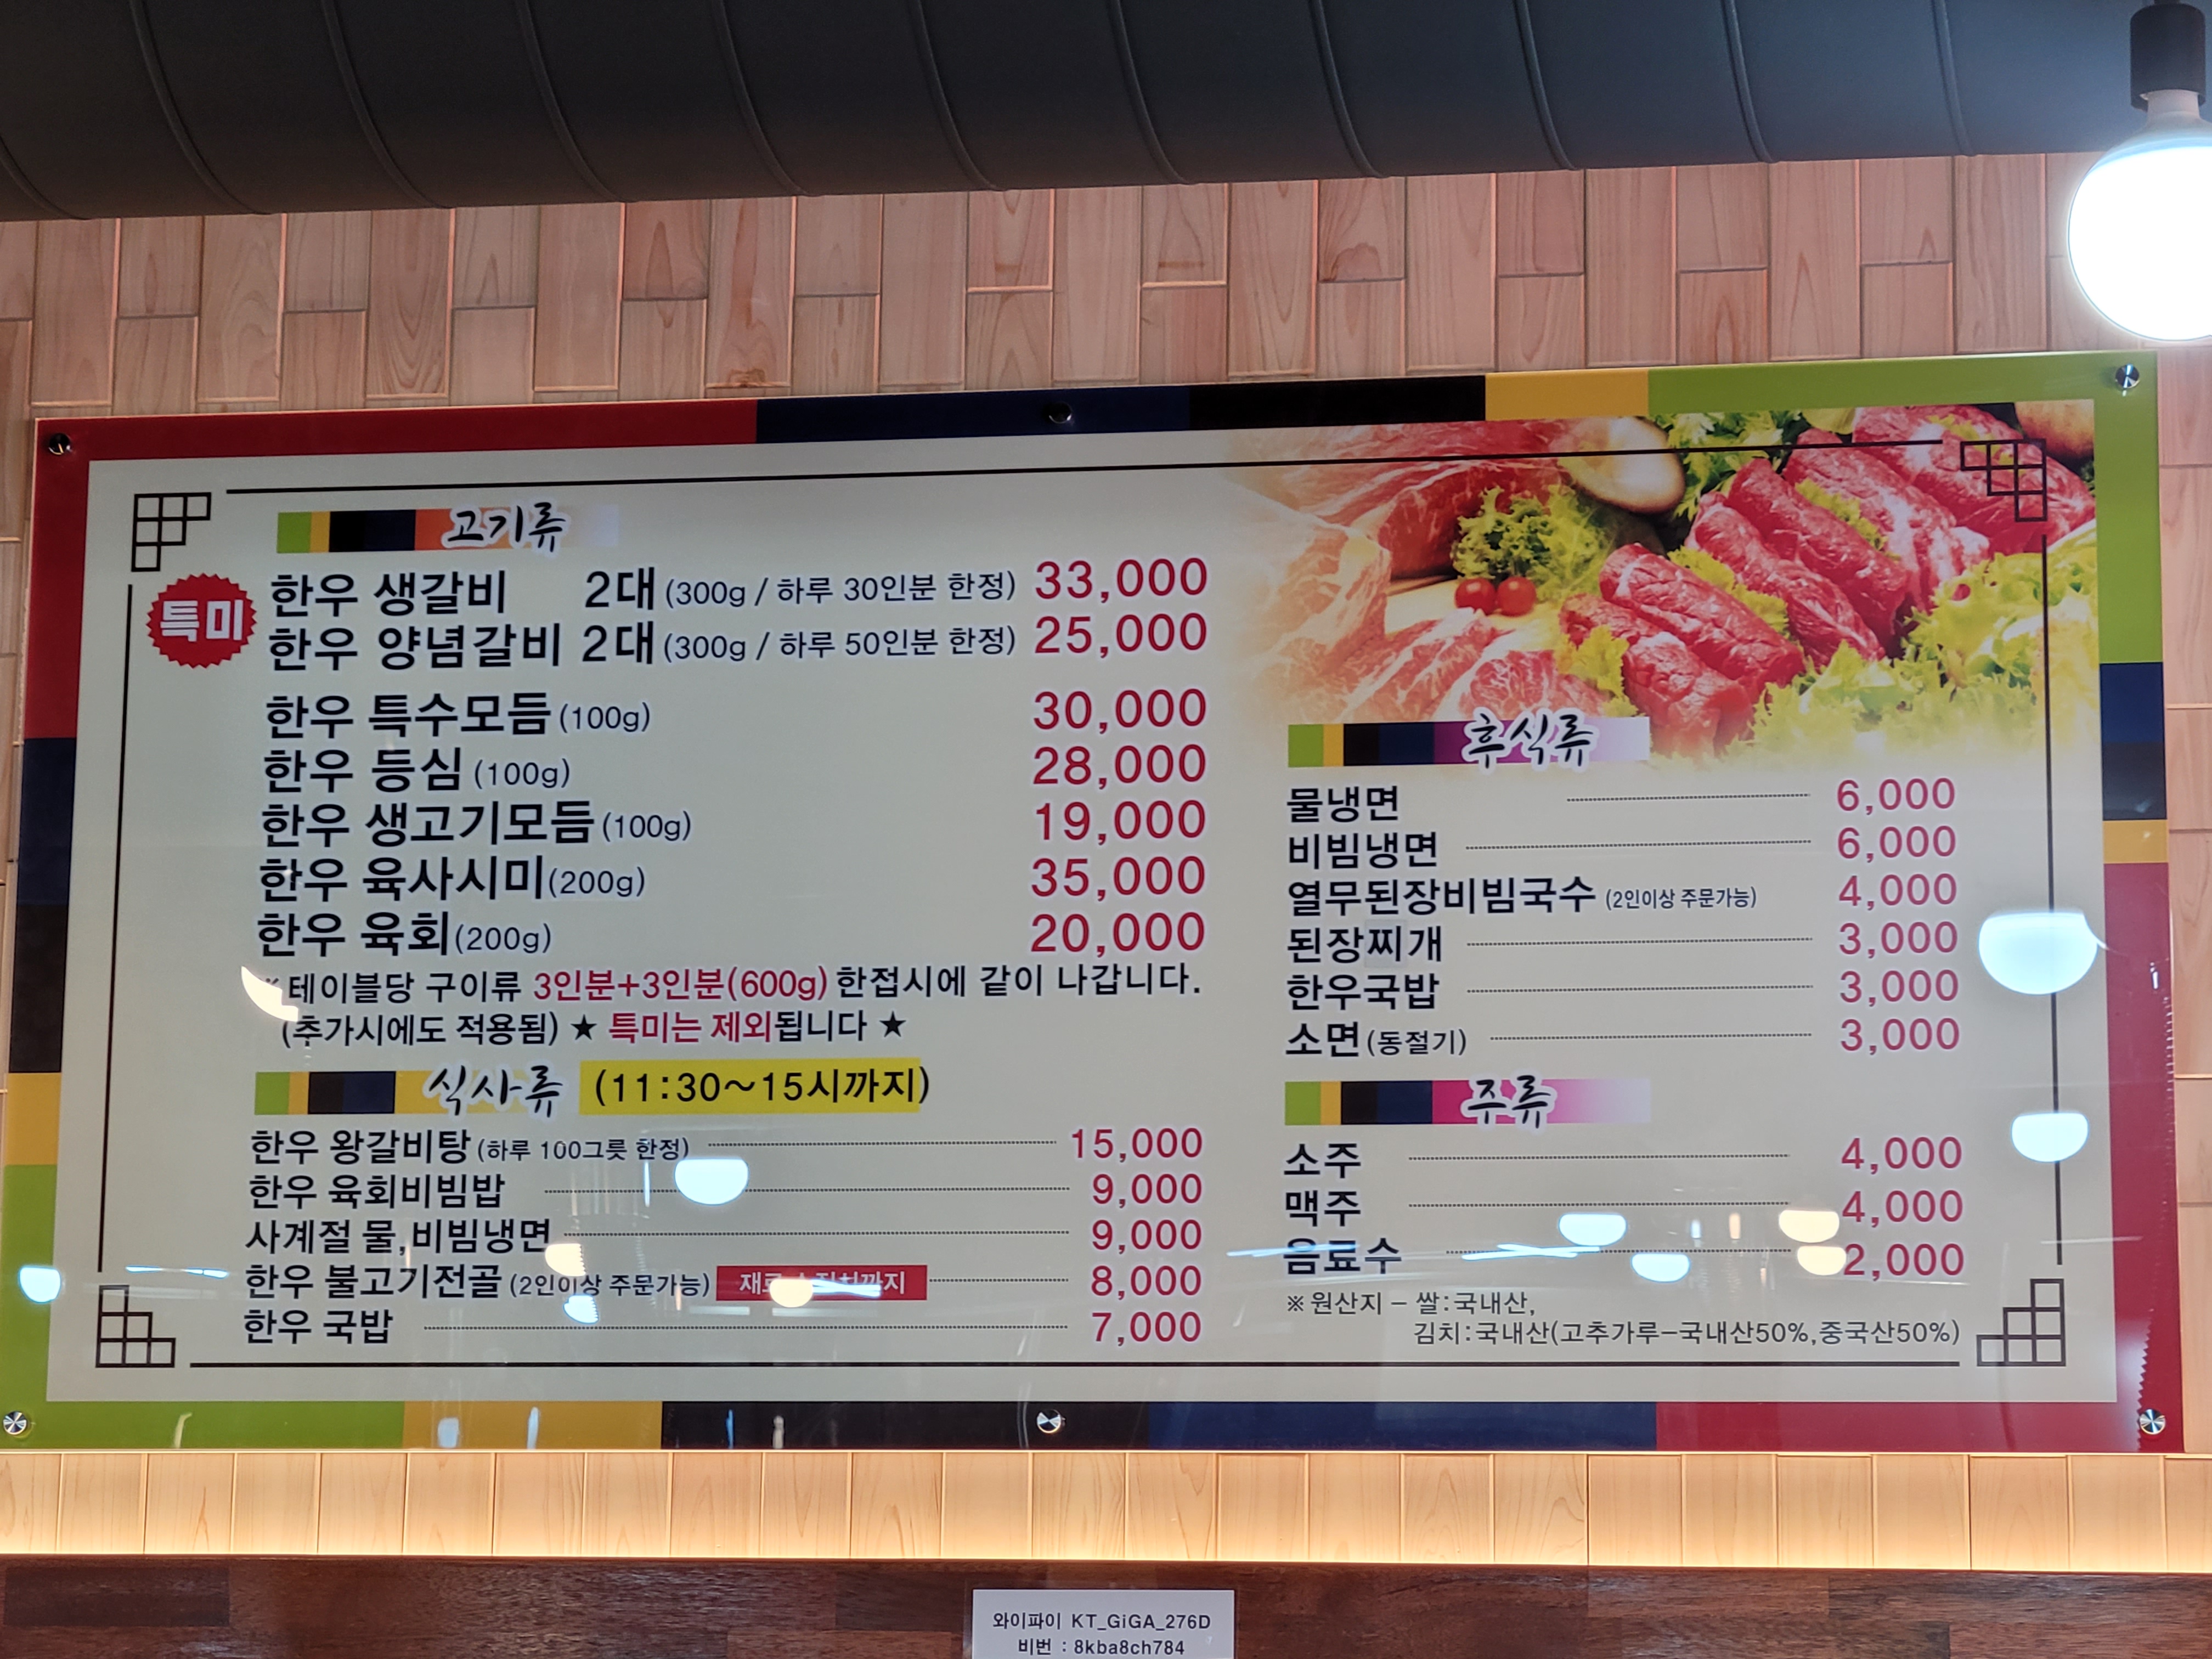 고기류
특미
한우 생갈비 2대 (300g / 하루 30인분 한정) 33,000
한우 양념갈비 2대 (300g / 하루 50인분 한정) 25,000
한우 특수모듬 (100g) 30,000
한우 등심 (100g) 28,000
한우 생고기모듬 (100g) 19,000
한우 육사시미 (200g) 35,000
한우 육회 (200g) 20,000
※ 테이블당 구이류 3인분+3인분(600g) 한접시에 같이 나갑니다.
(추가시에도 적용됨) ★ 특미는 제외됩니다 ★
식사류 (11:30~15시까지)
한우 왕갈비탕 (하루 100그릇 한정) 15,000
한우 육회비빔밥 9,000
사계절 물,비빔냉면 9,000
한우 불고기전골 (2인이상 주문가능) 8,000
한우 국밥 7,000
후식류
물냉면 6,000
비빔냉면 6,000
열무된장비빔국수 (2인이상 주문가능) 4,000
된장찌개 3,000
한우국밥 3,000
소면 (동절기) 3,000
주류
소주 4,000
맥주 4,000
음료수 2,000
※ 원산지 - 쌀:국내산,
김치:국내산(고추가루-국내산50%,중국산50%)
와이파이 KT_GiGA_276D
비번 : 8kba8ch784